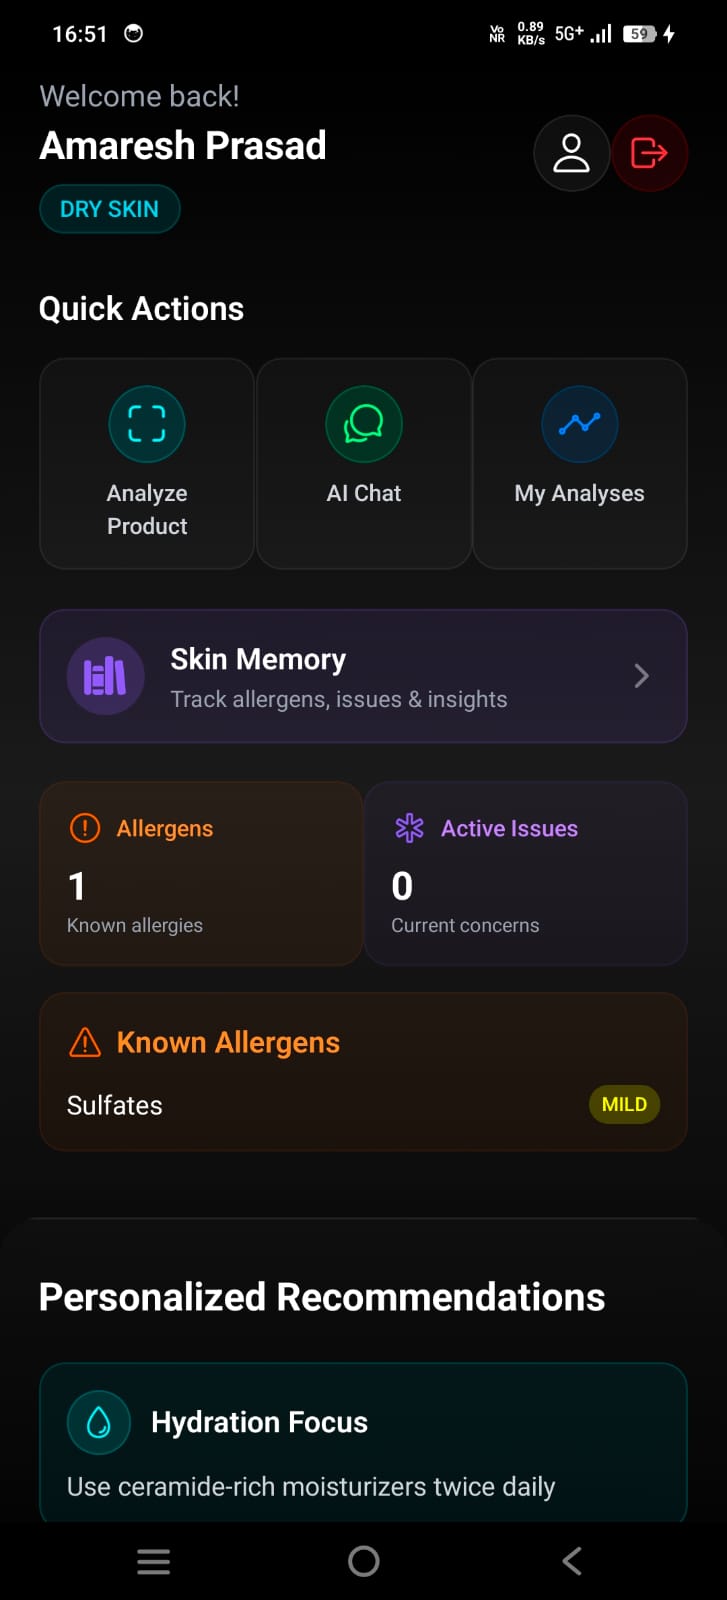 16:51
Vo
NR
0.89
KB/s
5G+
59
Welcome back!
Amaresh Prasad
DRY SKIN
Quick Actions
Analyze
Product
AI Chat
My Analyses
Skin Memory
Track allergens, issues & insights
Allergens
1
Known allergies
Active Issues
0
Current concerns
Known Allergens
Sulfates
MILD
Personalized Recommendations
Hydration Focus
Use ceramide-rich moisturizers twice daily